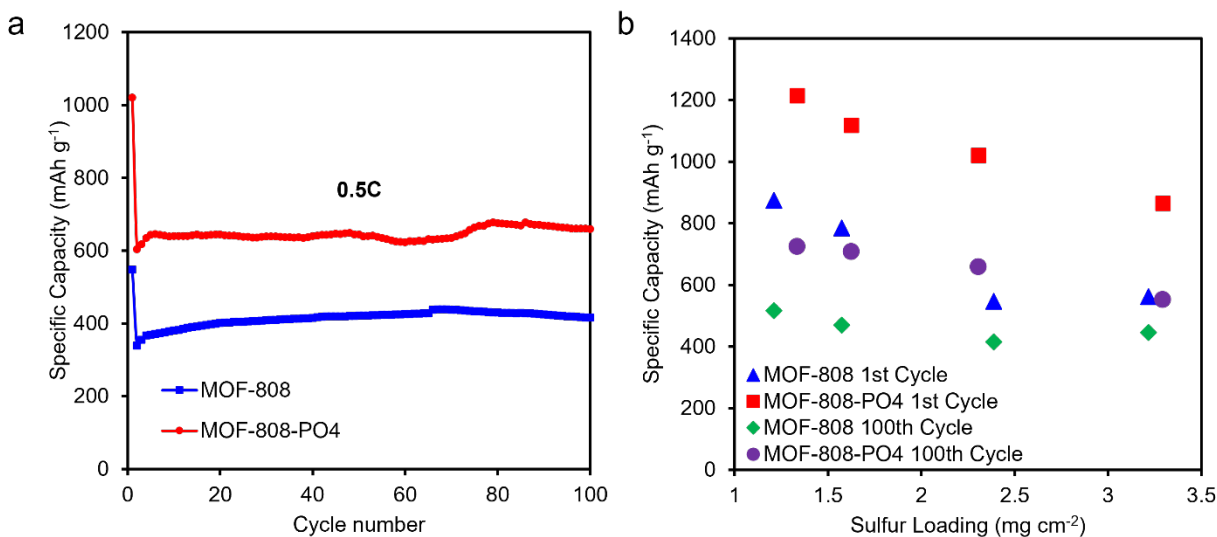 a
1200
1000
800
600
400
200
0
0 20 40 60 80 100
Specific Capacity (mAh g⁻¹)
Cycle number
0.5C
MOF-808
MOF-808-PO4
b
1400
1200
1000
800
600
400
200
0
1 1.5 2 2.5 3 3.5
Specific Capacity (mAh g⁻¹)
Sulfur Loading (mg cm⁻²)
MOF-808 1st Cycle
MOF-808-PO4 1st Cycle
MOF-808 100th Cycle
MOF-808-PO4 100th Cycle